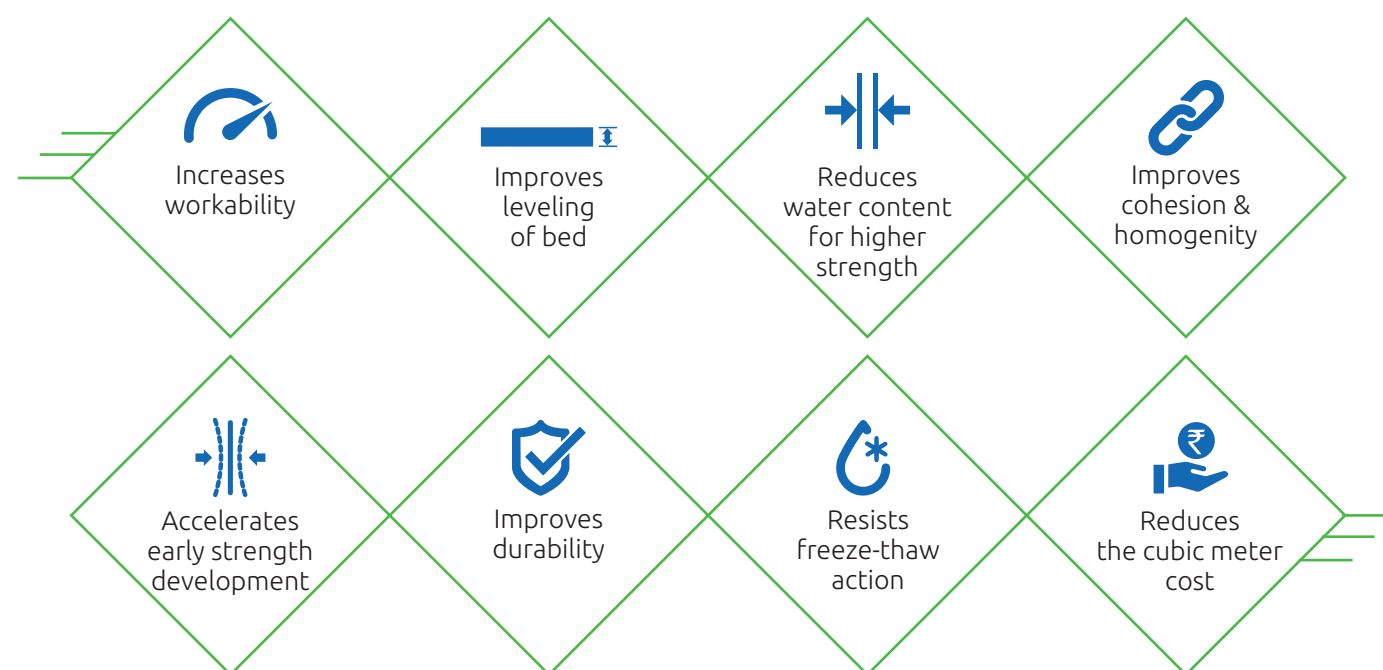 Increases
workability
Improves
leveling
of bed
Reduces
water content
for higher
strength
Improves
cohesion &
homogenity
Accelerates
early strength
development
Improves
durability
Resists
freeze-thaw
action
₹
Reduces
the cubic meter
cost